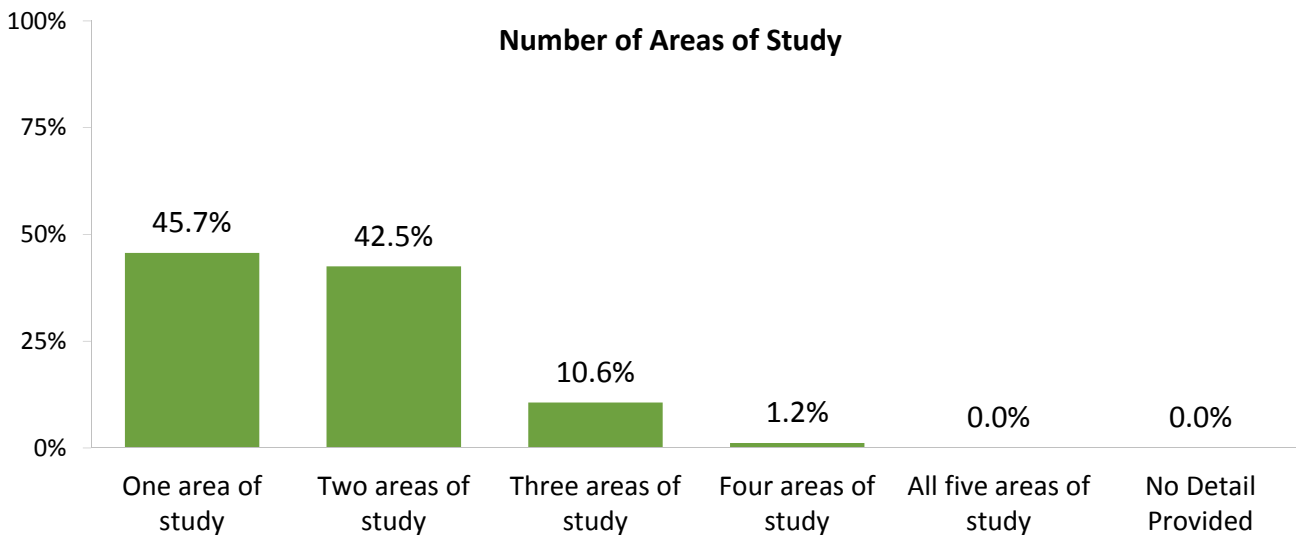 Number of Areas of Study
100%
75%
50%
25%
0%
45.7%
42.5%
10.6%
1.2%
0.0%
0.0%
One area of
study
Two areas of
study
Three areas of
study
Four areas of
study
All five areas of
study
No Detail
Provided